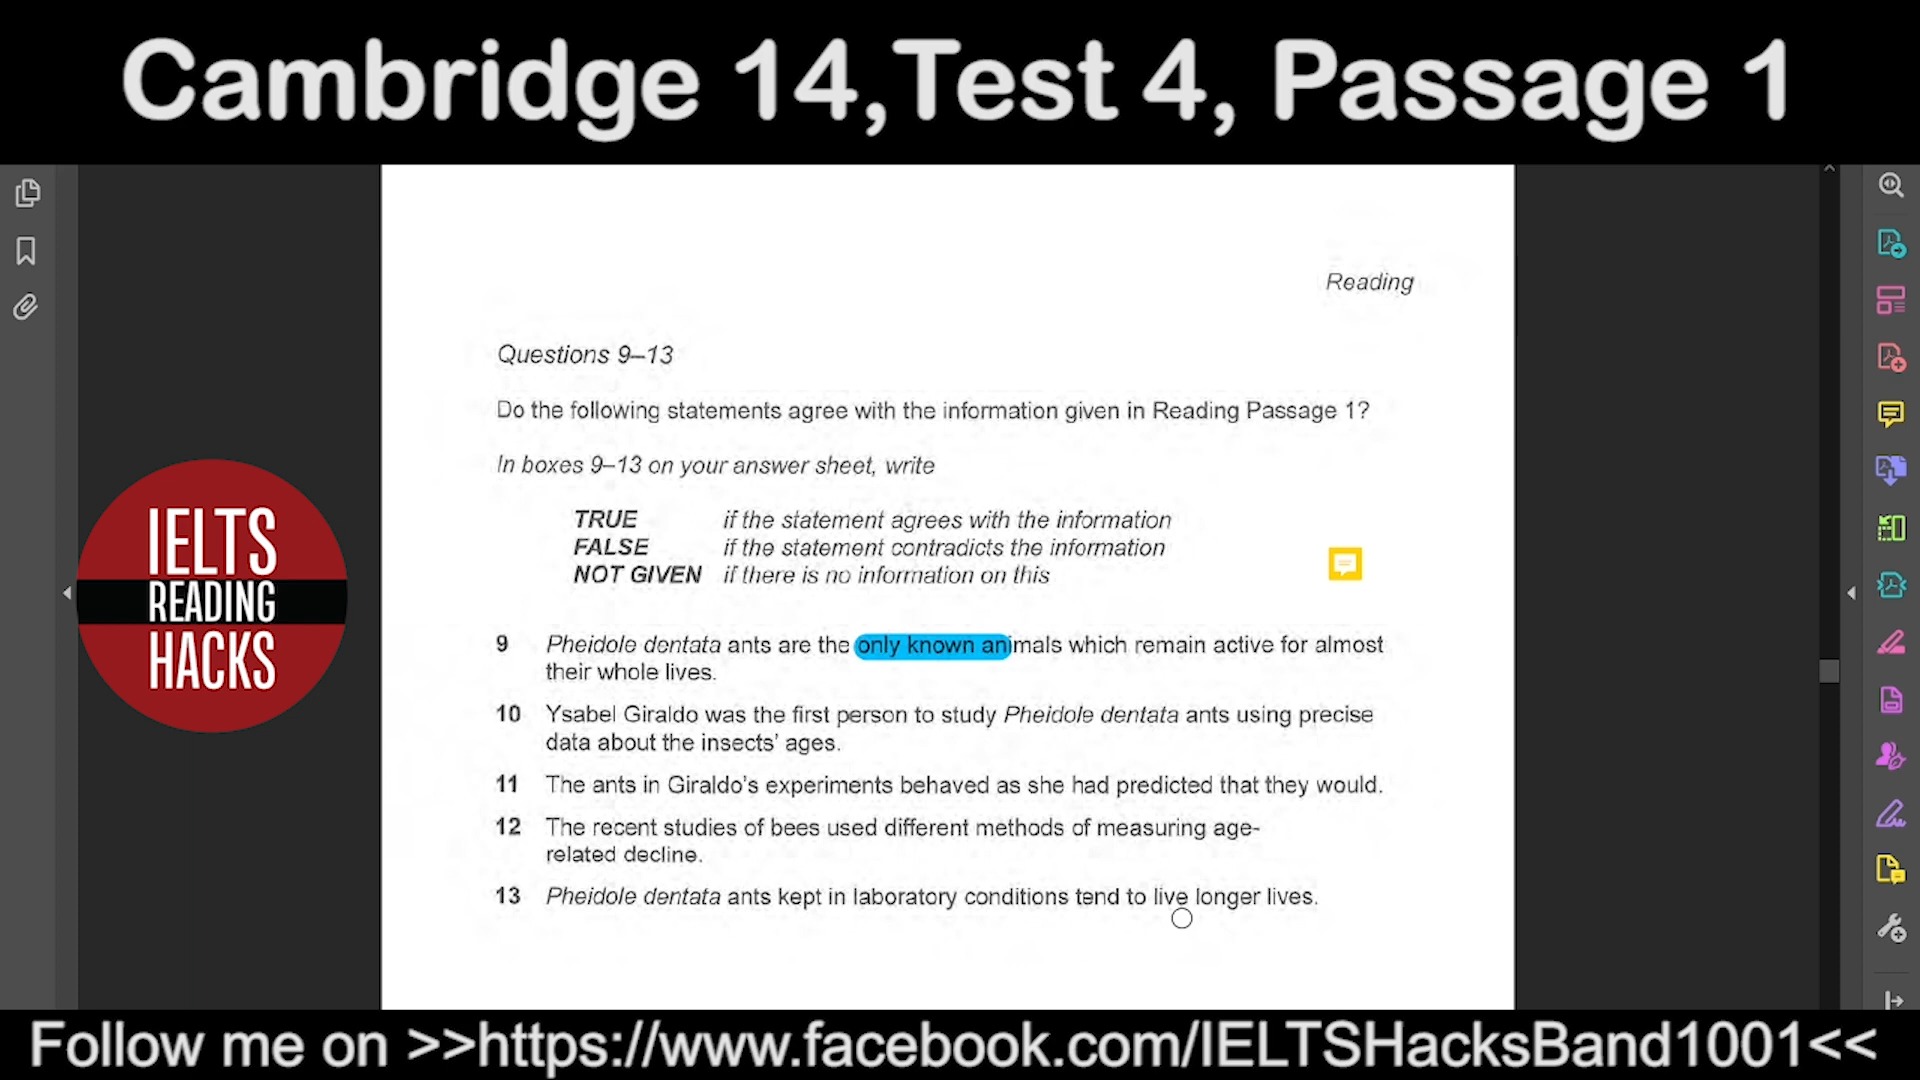 Cambridge 14,Test 4, Passage 1
Reading
Questions 9–13
Do the following statements agree with the information given in Reading Passage 1?
In boxes 9–13 on your answer sheet, write
TRUE if the statement agrees with the information
FALSE if the statement contradicts the information
NOT GIVEN if there is no information on this
IELTS
READING
HACKS
9 Pheidole dentata ants are the only known animals which remain active for almost
their whole lives.
10 Ysabel Giraldo was the first person to study Pheidole dentata ants using precise
data about the insects' ages.
11 The ants in Giraldo's experiments behaved as she had predicted that they would.
12 The recent studies of bees used different methods of measuring age-
related decline.
13 Pheidole dentata ants kept in laboratory conditions tend to live longer lives.
Follow me on >>https://www.facebook.com/IELTSHacksBand1001<<